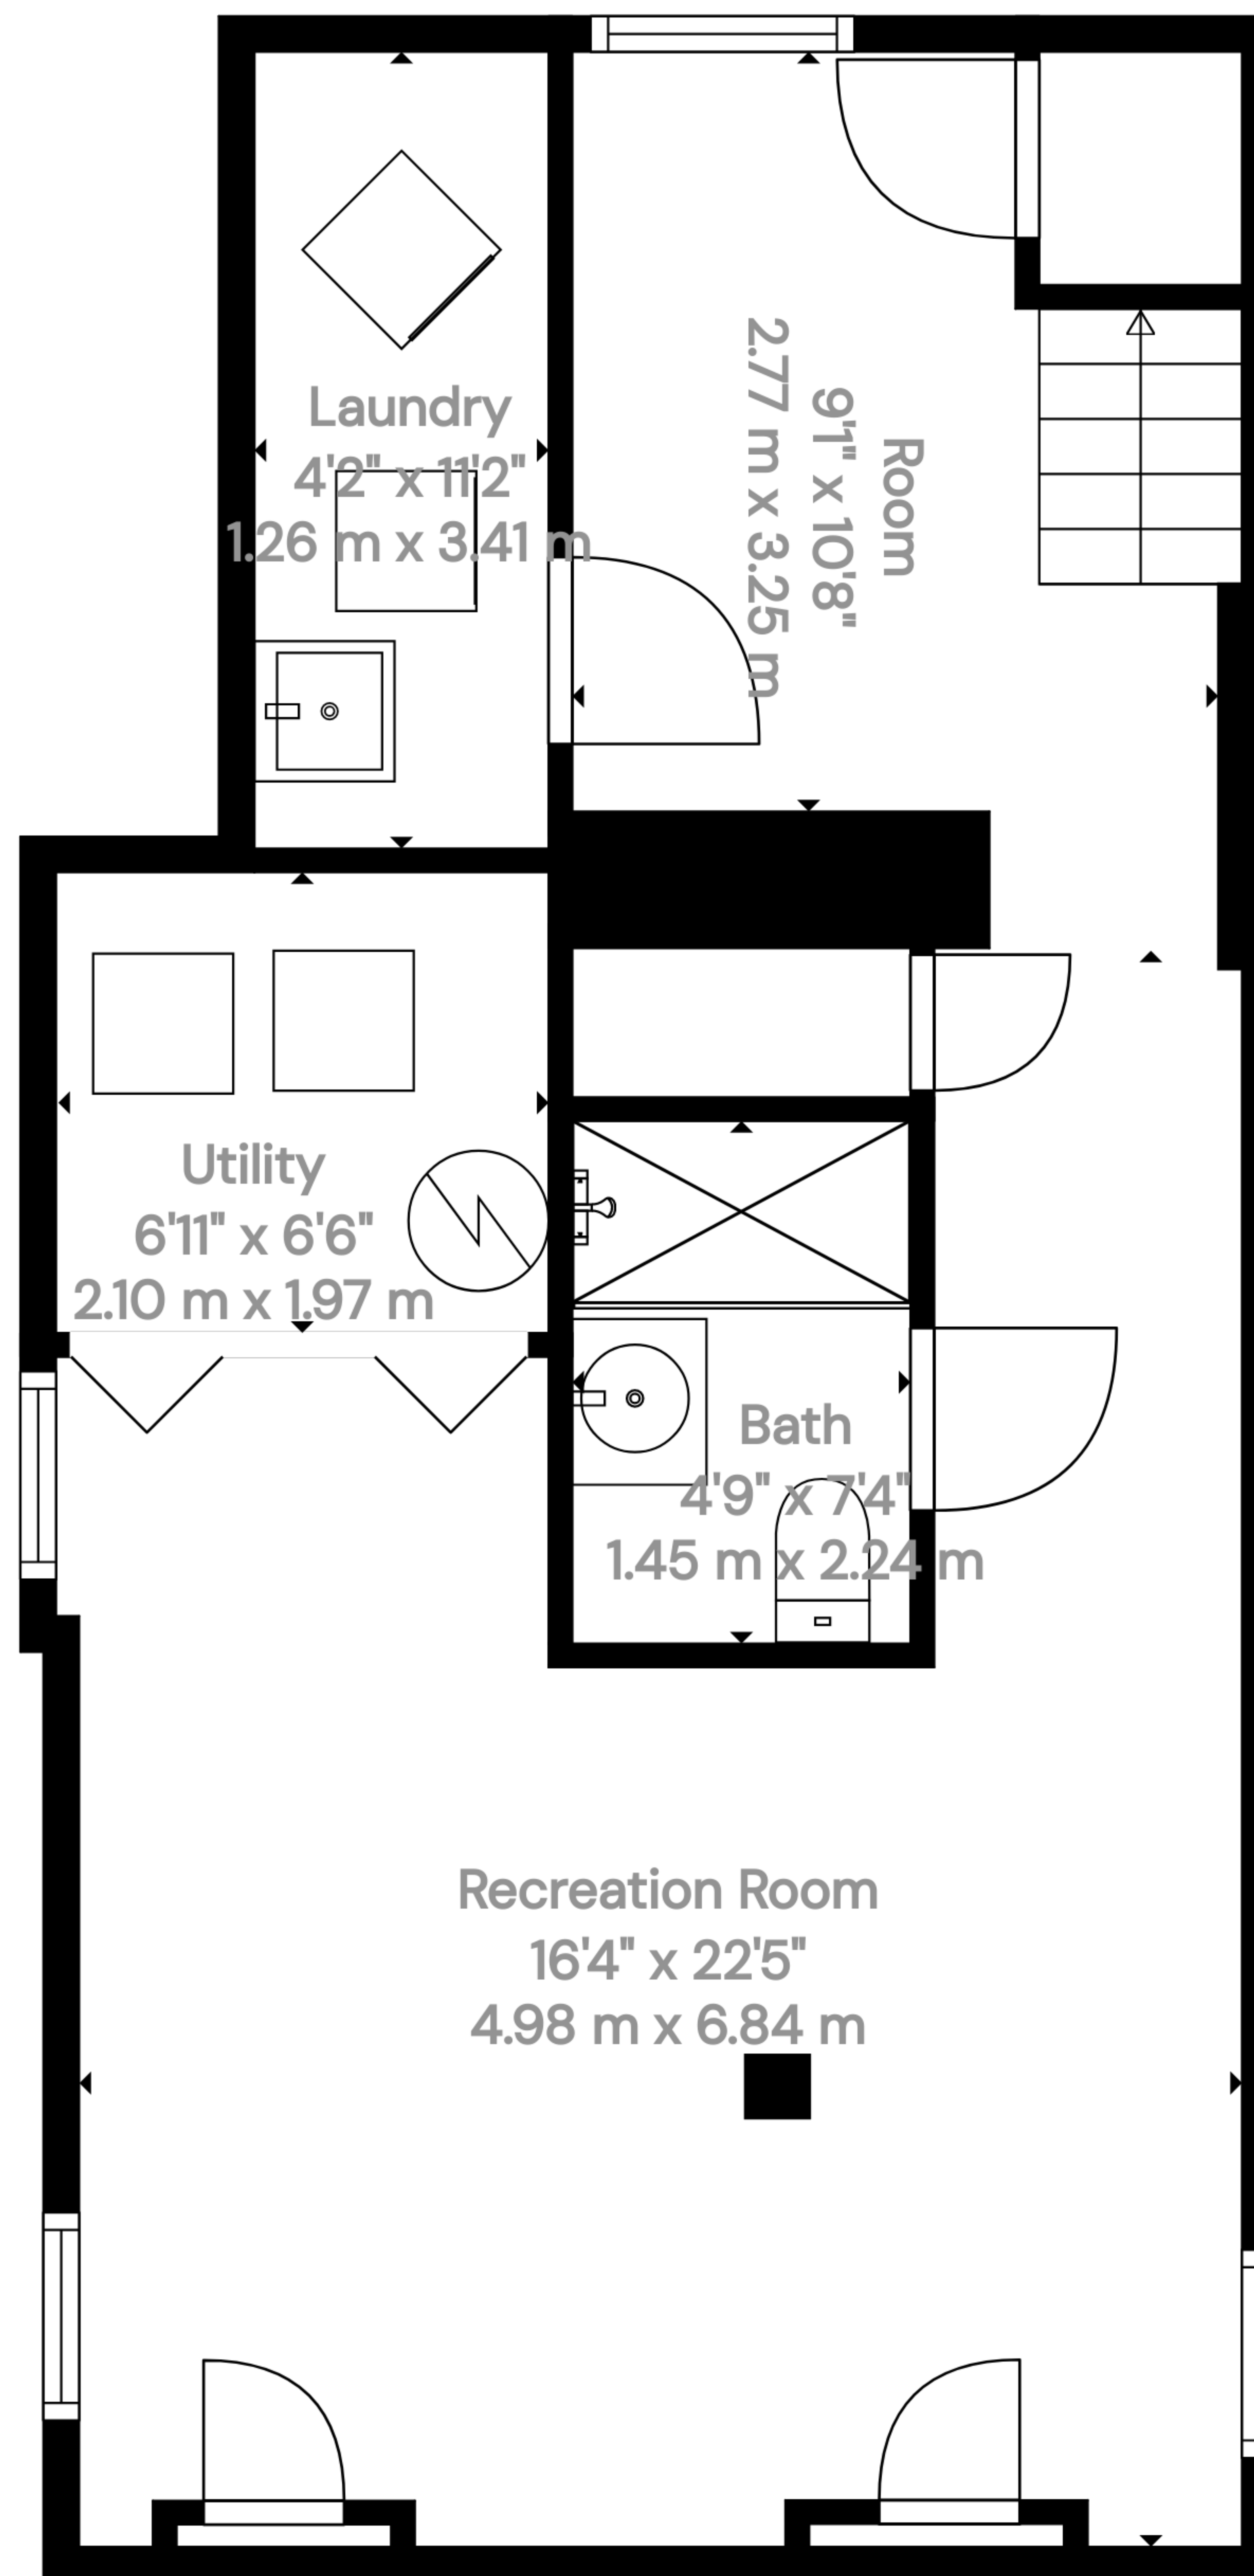 Laundry
4'2" x 11'2"
1.26 m x 3.41 m
Room
9'1" x 10'8"
2.77 m x 3.25 m
Utility
6'11" x 6'6"
2.10 m x 1.97 m
Bath
4'9" x 7'4"
1.45 m x 2.24 m
Recreation Room
16'4" x 22'5"
4.98 m x 6.84 m